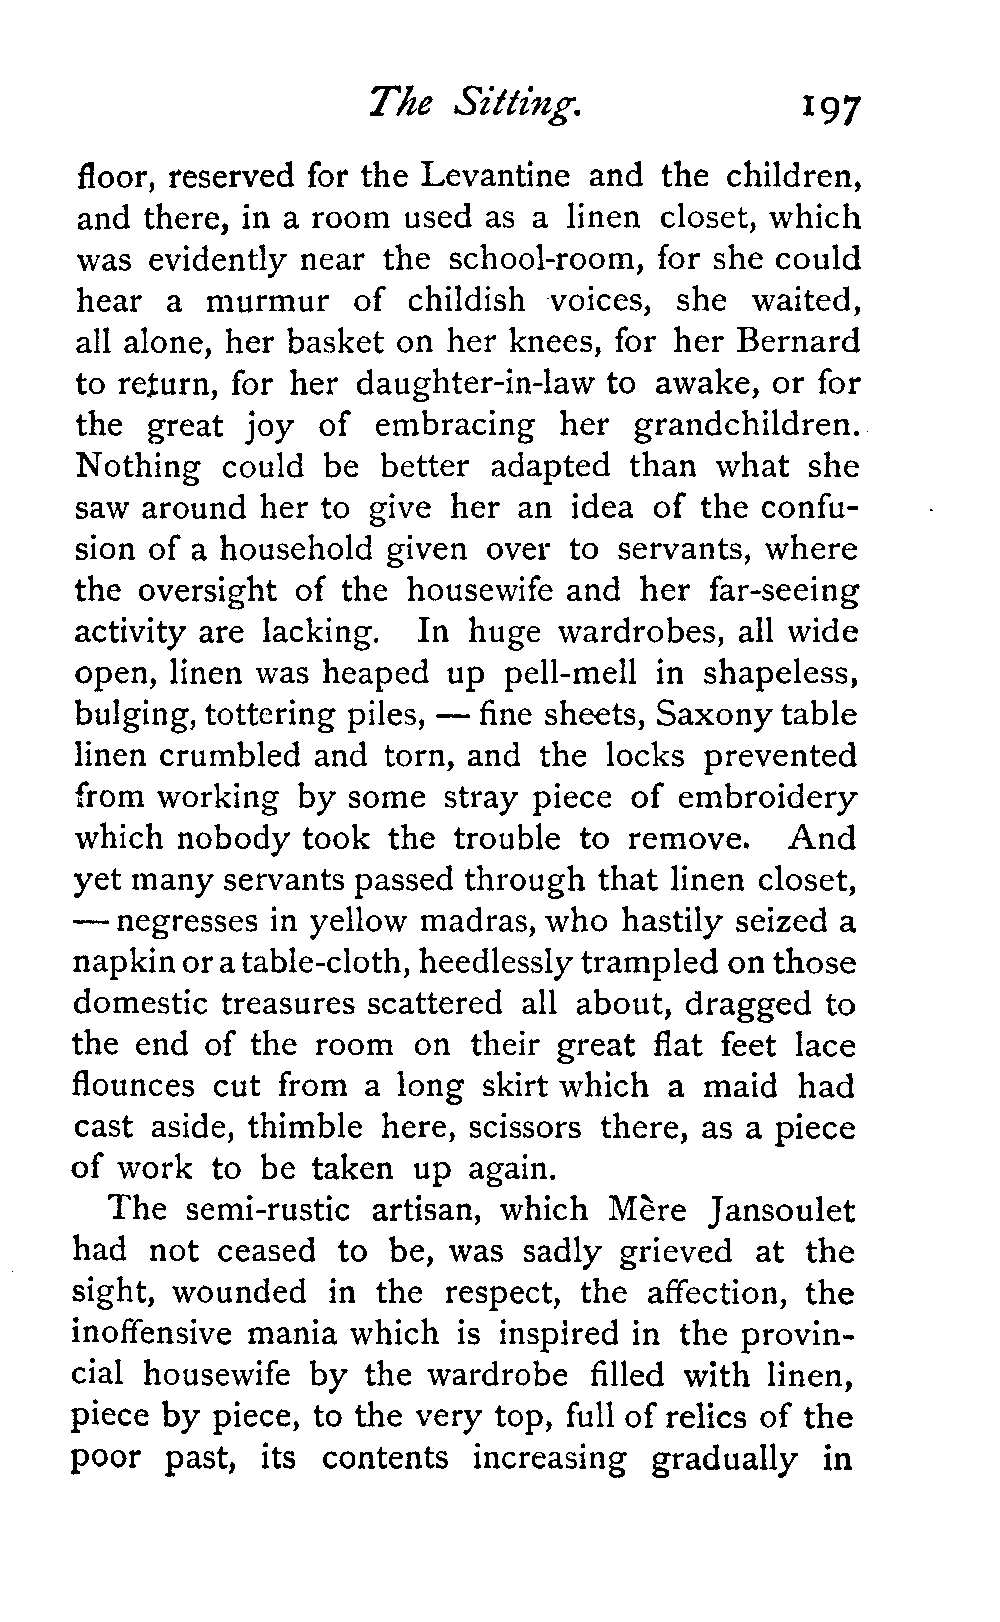 The Sitting. 197
floor, reserved for the Levantine and the children,
and there, in a room used as a linen closet, which
was evidently near the school-room, for she could
hear a murmur of childish voices, she waited,
all alone, her basket on her knees, for her Bernard
to return, for her daughter-in-law to awake, or for
the great joy of embracing her grandchildren.
Nothing could be better adapted than what she
saw around her to give her an idea of the confu-
sion of a household given over to servants, where
the oversight of the housewife and her far-seeing
activity are lacking. In huge wardrobes, all wide
open, linen was heaped up pell-mell in shapeless,
bulging, tottering piles, — fine sheets, Saxony table
linen crumbled and torn, and the locks prevented
from working by some stray piece of embroidery
which nobody took the trouble to remove. And
yet many servants passed through that linen closet,
— negresses in yellow madras, who hastily seized a
napkin or a table-cloth, heedlessly trampled on those
domestic treasures scattered all about, dragged to
the end of the room on their great flat feet lace
flounces cut from a long skirt which a maid had
cast aside, thimble here, scissors there, as a piece
of work to be taken up again.
The semi-rustic artisan, which Mère Jansoulet
had not ceased to be, was sadly grieved at the
sight, wounded in the respect, the affection, the
inoffensive mania which is inspired in the provin-
cial housewife by the wardrobe filled with linen,
piece by piece, to the very top, full of relics of the
poor past, its contents increasing gradually in